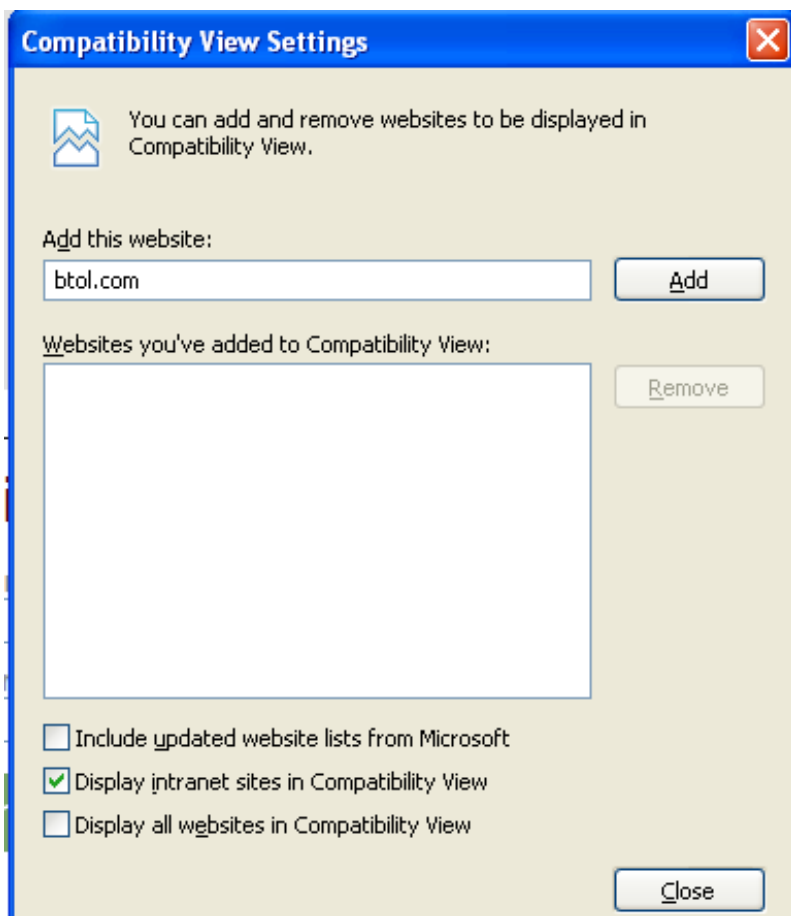 Compatibility View Settings
You can add and remove websites to be displayed in
Compatibility View.
Add this website:
btol.com
Add
Websites you've added to Compatibility View:
Remove
Include updated website lists from Microsoft
Display intranet sites in Compatibility View
Display all websites in Compatibility View
Close